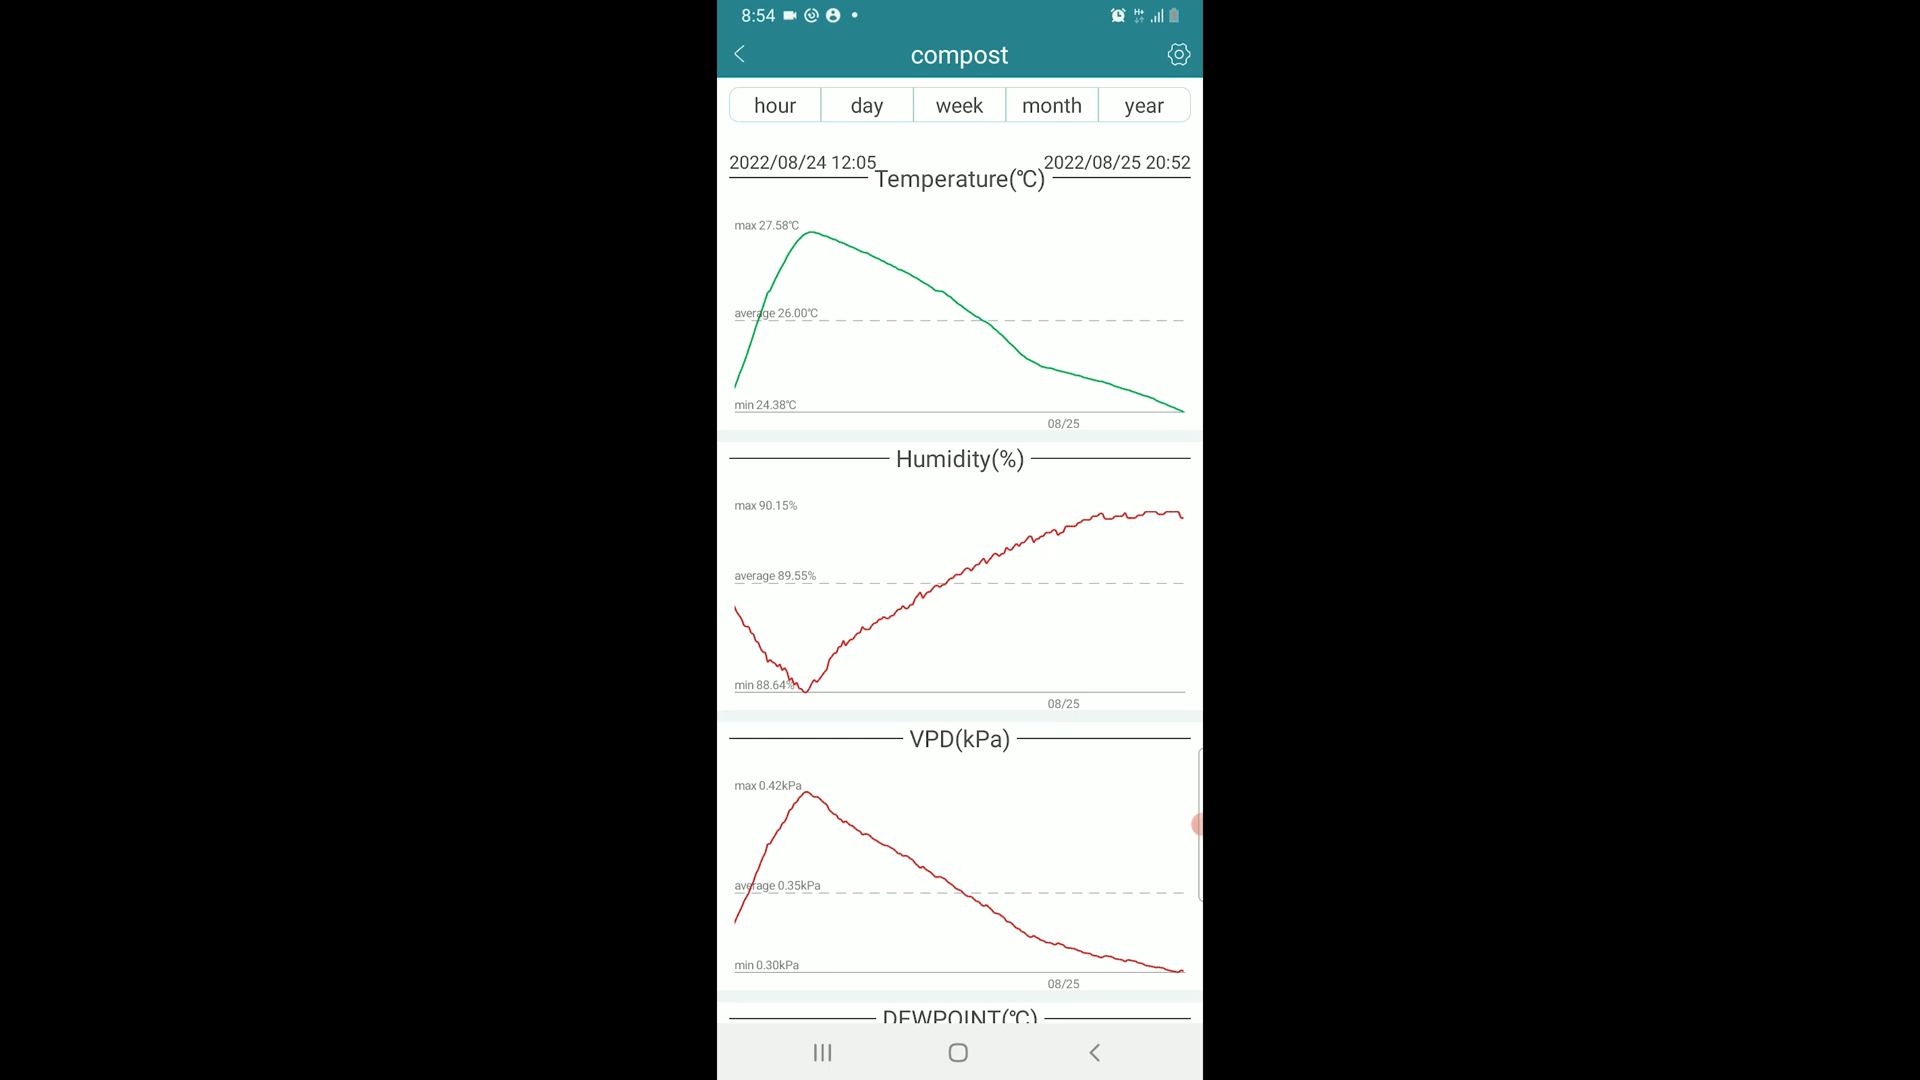 8:54
compost
hour day week month year
2022/08/24 12:05 2022/08/25 20:52
Temperature(℃)
max 27.58℃
average 26.00℃
min 24.38℃
08/25
Humidity(%)
max 90.15%
average 89.55%
min 88.64%
08/25
VPD(kPa)
max 0.42kPa
average 0.35kPa
min 0.30kPa
08/25
DEWPOINT(℃)